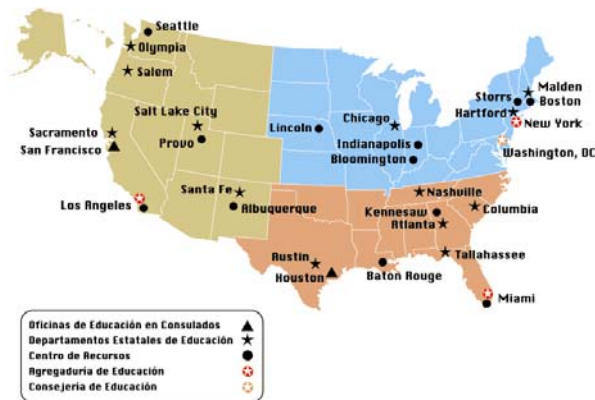 Seattle
Olympia
Salem
Salt Lake City
Provo
Sacramento
San Francisco
Los Angeles
Santa Fe
Albuquerque
Lincoln
Chicago
Indianapolis
Bloomington
Malden
Storrs
Boston
Hartford
New York
Washington, DC
Nashville
Kennesaw
Columbia
Atlanta
Tallahassee
Austin
Houston
Baton Rouge
Miami
Oficinas de Educación en Consulados
Departamentos Estatales de Educación
Centro de Recursos
Agregaduría de Educación
Consejería de Educación